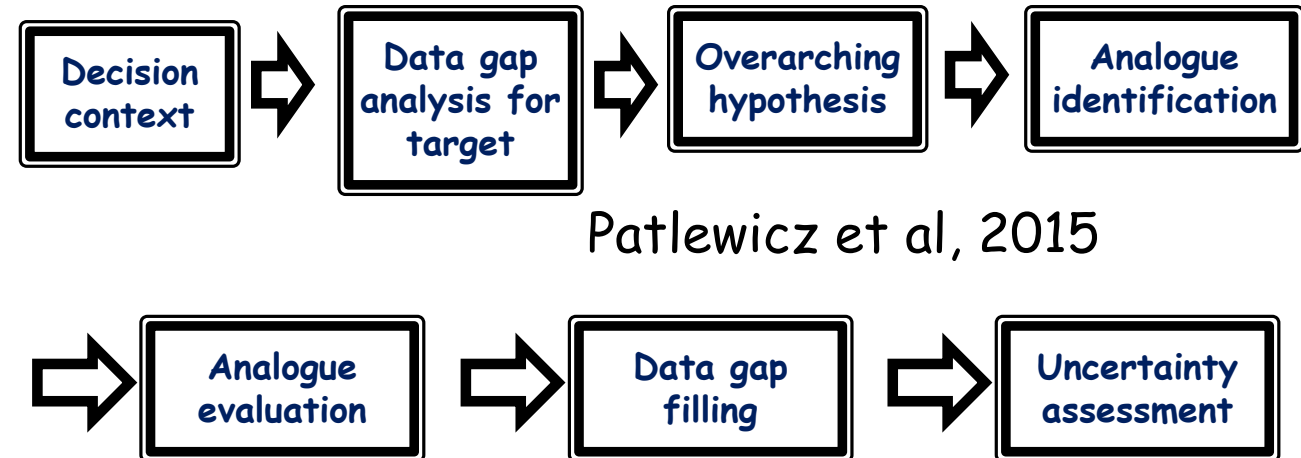 Decision
context
Data gap
analysis for
target
Overarching
hypothesis
Analogue
identification
Patlewicz et al, 2015
Analogue
evaluation
Data gap
filling
Uncertainty
assessment